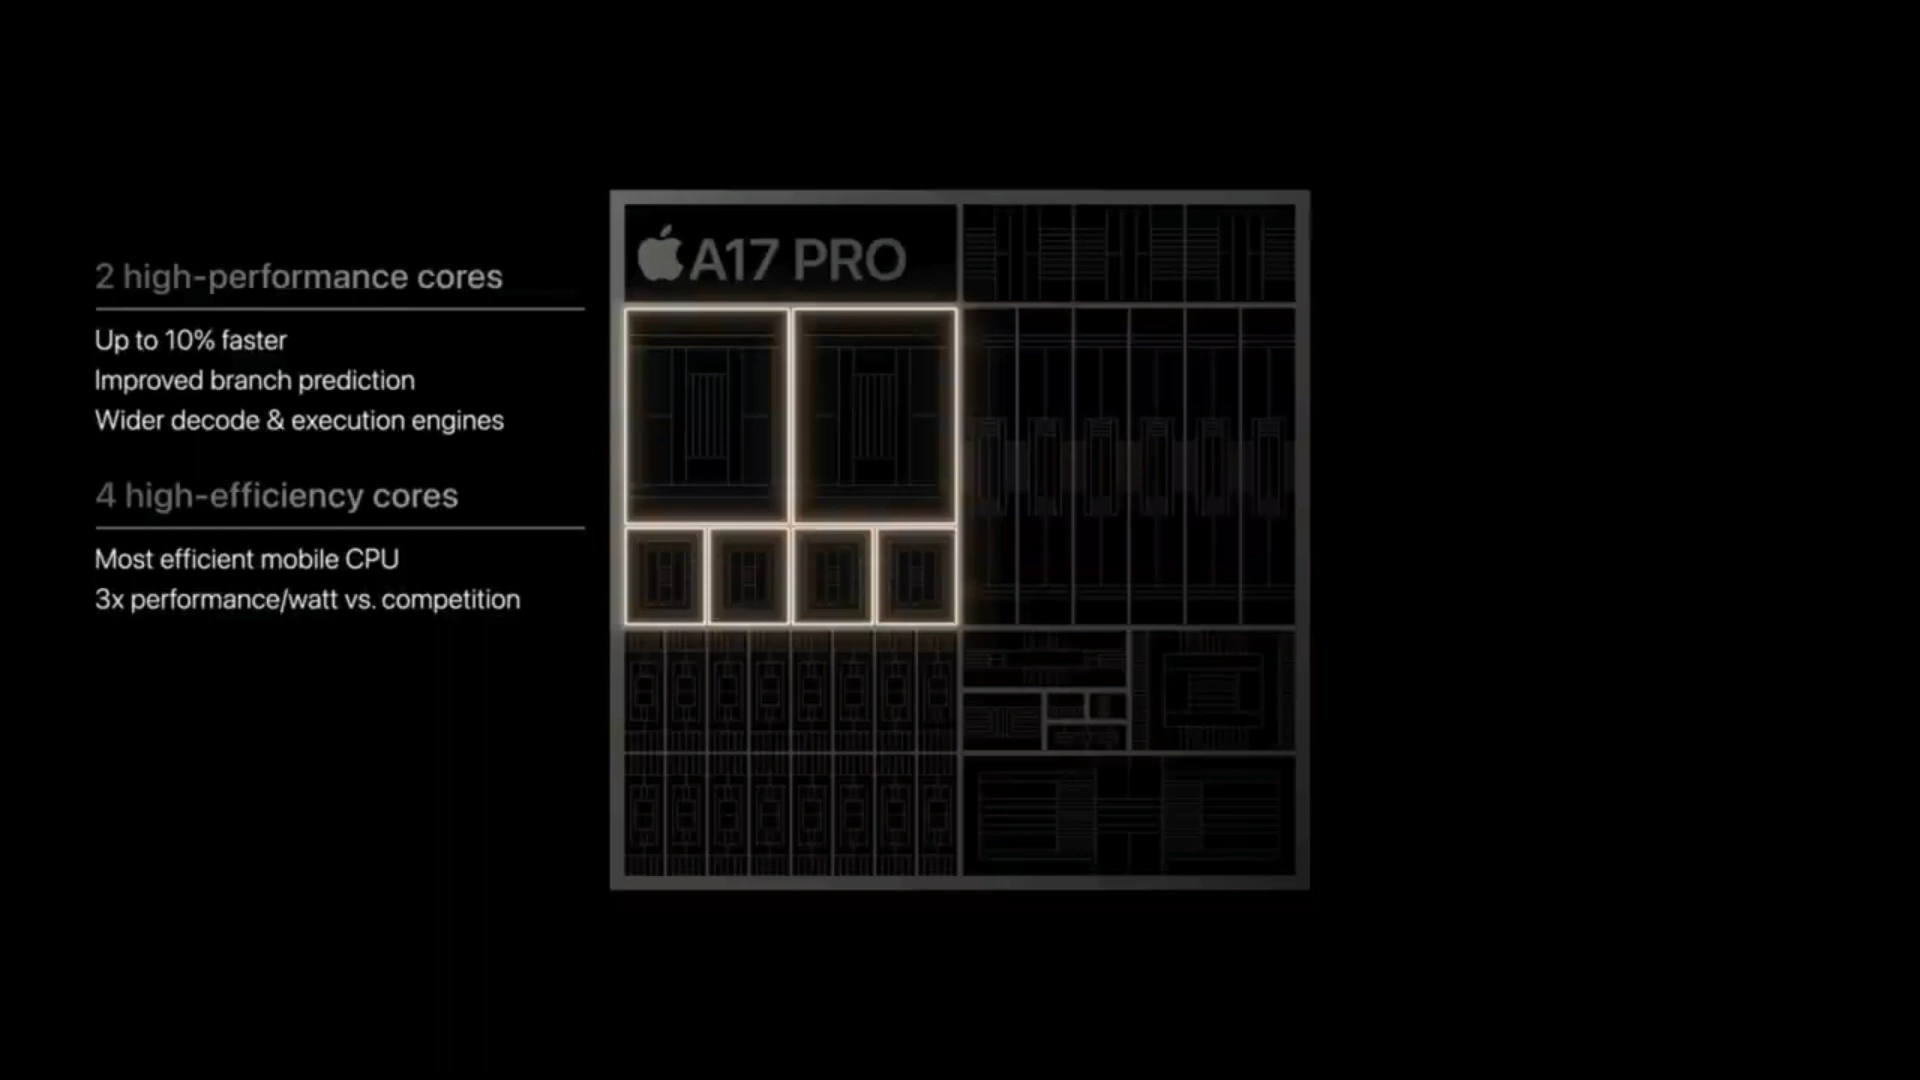 2 high-performance cores
Up to 10% faster
Improved branch prediction
Wider decode & execution engines
4 high-efficiency cores
Most efficient mobile CPU
3x performance/watt vs. competition
A17 PRO